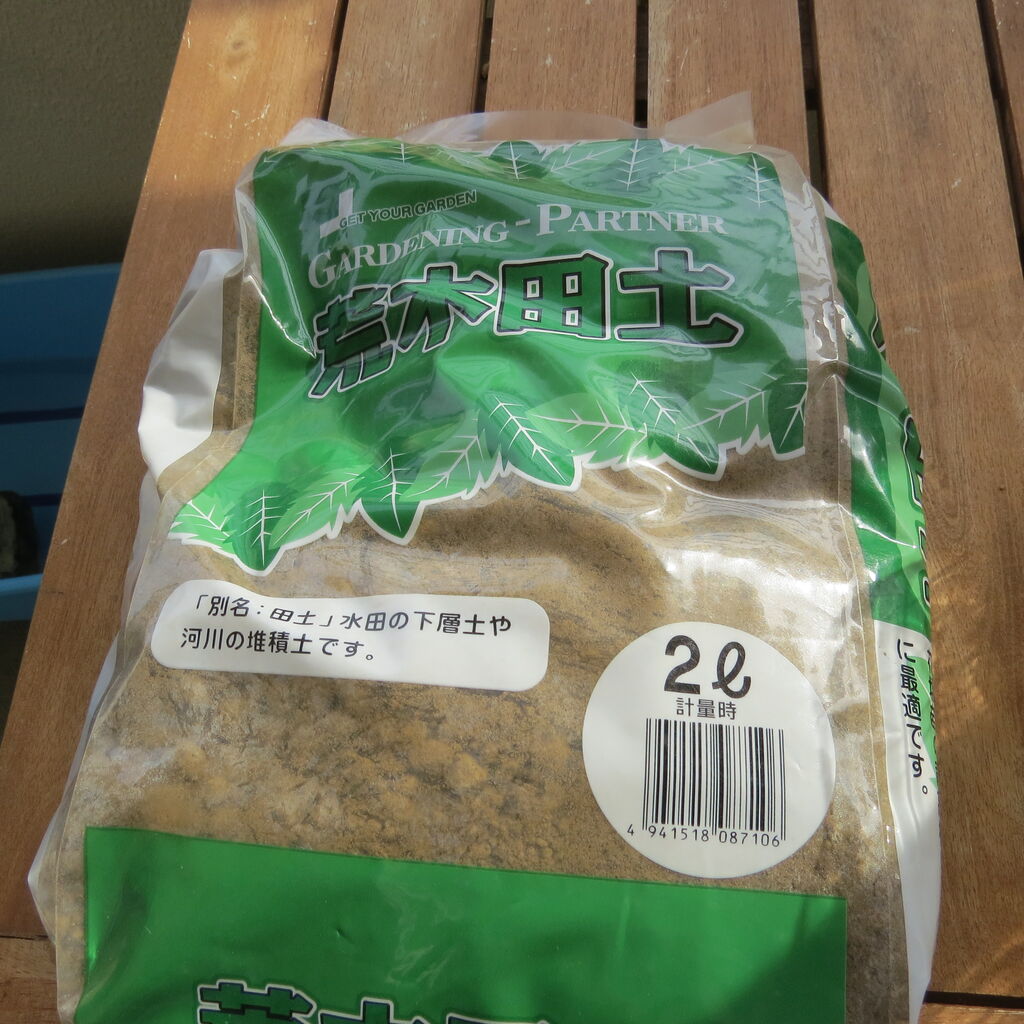 GET YOUR GARDEN
GARDENING-PARTNER
荒木田土
「別名：田土」水田の下層土や
河川の堆積土です。
2ℓ
計量時
4 941518 087106
に最適です。